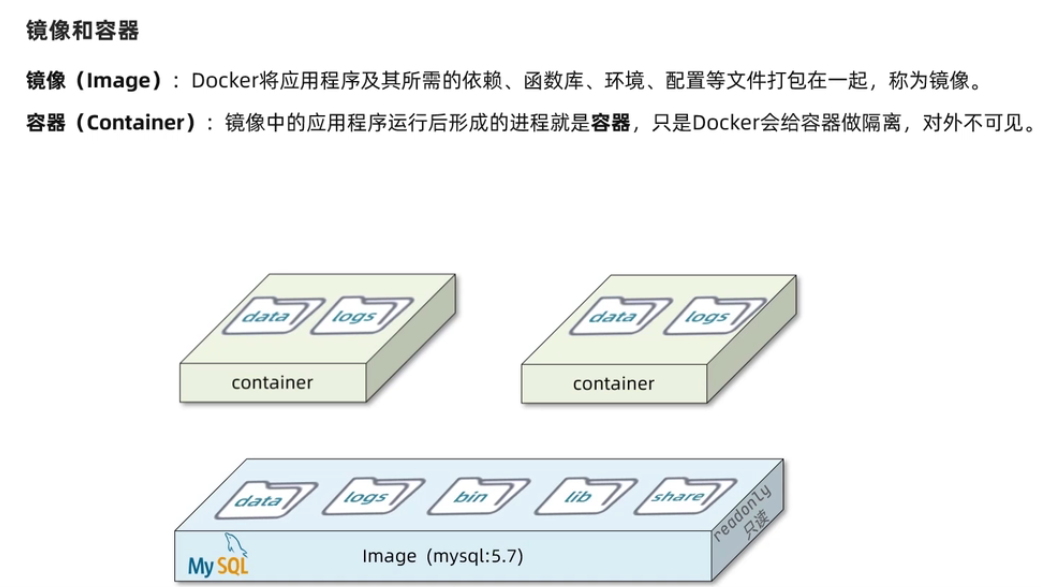 镜像和容器
镜像（Image）：Docker将应用程序及其所需的依赖、函数库、环境、配置等文件打包在一起，称为镜像。
容器（Container）：镜像中的应用程序运行后形成的进程就是容器，只是Docker会给容器做隔离，对外不可见。
data logs
container
data logs
container
data logs bin lib share
readonly
只读
MySQL
Image (mysql:5.7)